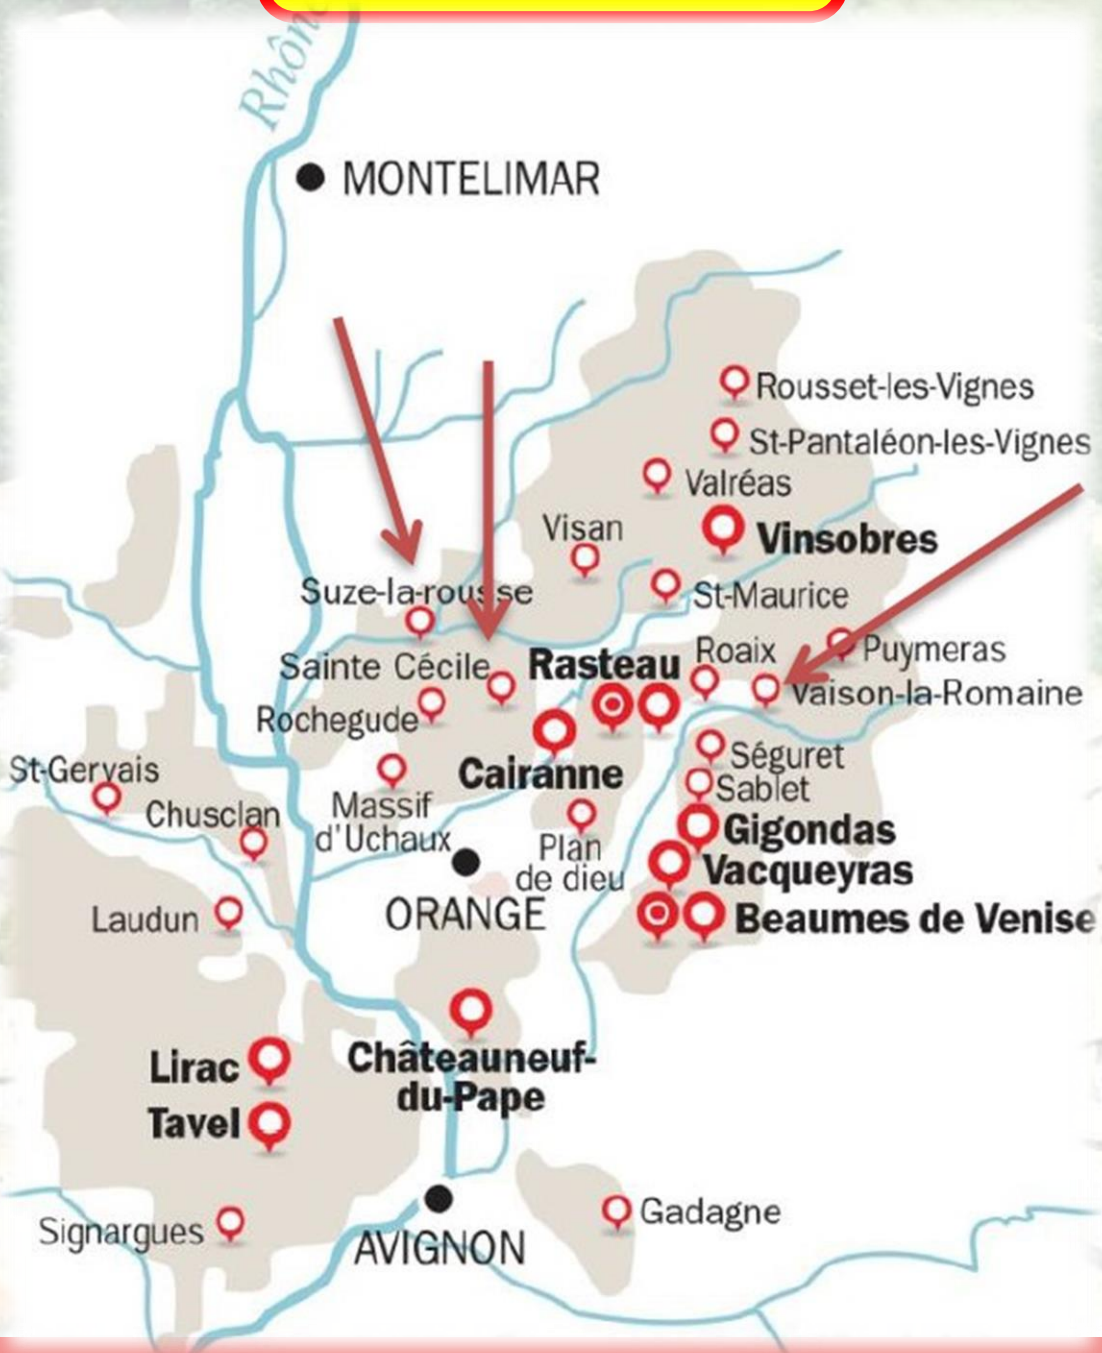 Rhône
MONTELIMAR
Rousset-les-Vignes
St-Pantaléon-les-Vignes
Valréas
Visan
Vinsobres
Suze-la-rousse
St-Maurice
Roaix
Puymeras
Sainte Cécile
Rasteau
Vaison-la-Romaine
Rochegude
St-Gervais
Cairanne
Séguret
Sablet
Chusclan
Massif
d'Uchaux
Plan
de dieu
Gigondas
Vacqueyras
Laudun
ORANGE
Beaumes de Venise
Châteauneuf-
du-Pape
Lirac
Tavel
Signargues
AVIGNON
Gadagne